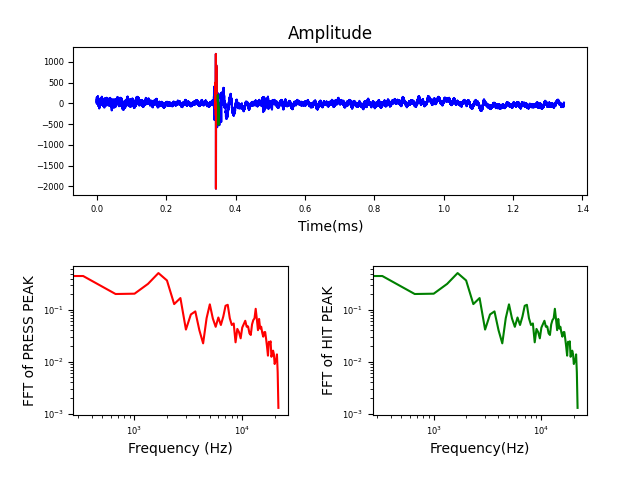 Amplitude
1000
500
0
−500
−1000
−1500
−2000
0.0 0.2 0.4 0.6 0.8 1.0 1.2 1.4
Time(ms)
FFT of PRESS PEAK
10⁻¹
10⁻²
10⁻³
10³ 10⁴
Frequency (Hz)
FFT of HIT PEAK
10⁻¹
10⁻²
10⁻³
10³ 10⁴
Frequency(Hz)